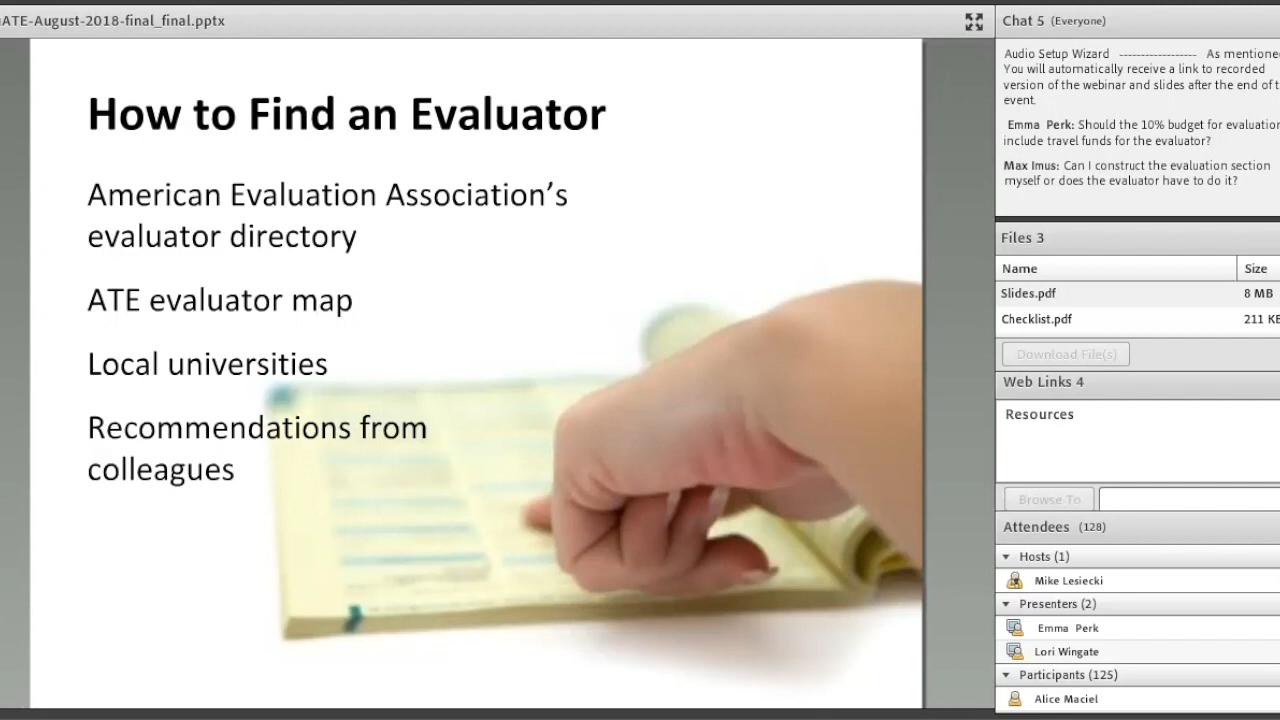 ATE-August-2018-final_final.pptx
How to Find an Evaluator
American Evaluation Association’s
evaluator directory
ATE evaluator map
Local universities
Recommendations from
colleagues
Chat 5 (Everyone)
Audio Setup Wizard ------------------ As mentioned
You will automatically receive a link to recorded
version of the webinar and slides after the end of
event.
Emma Perk: Should the 10% budget for evaluation
include travel funds for the evaluator?
Max Imus: Can I construct the evaluation section
myself or does the evaluator have to do it?
Files 3
Name Size
Slides.pdf 8 MB
Checklist.pdf 211 KB
Download File(s)
Web Links 4
Resources
Browse To
Attendees (128)
Hosts (1)
Mike Lesiecki
Presenters (2)
Emma Perk
Lori Wingate
Participants (125)
Alice Maciel